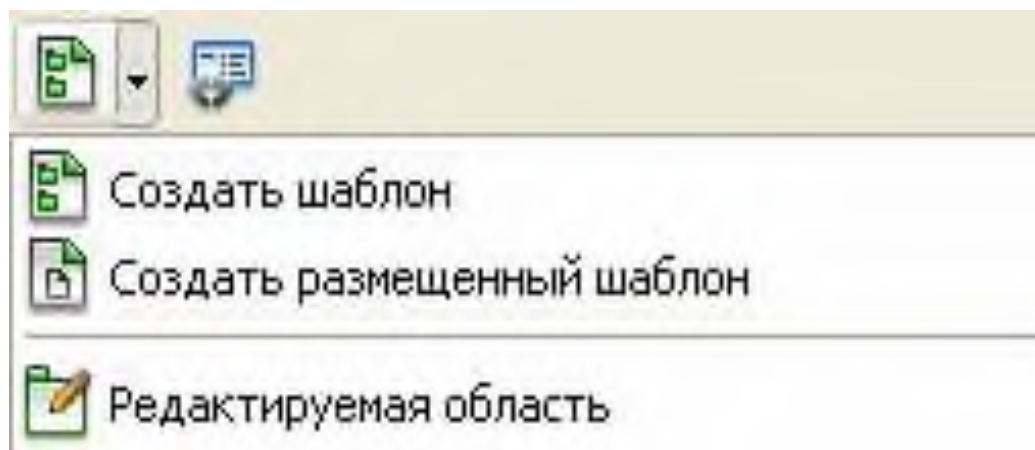 Создать шаблон
Создать размещенный шаблон
Редактируемая область